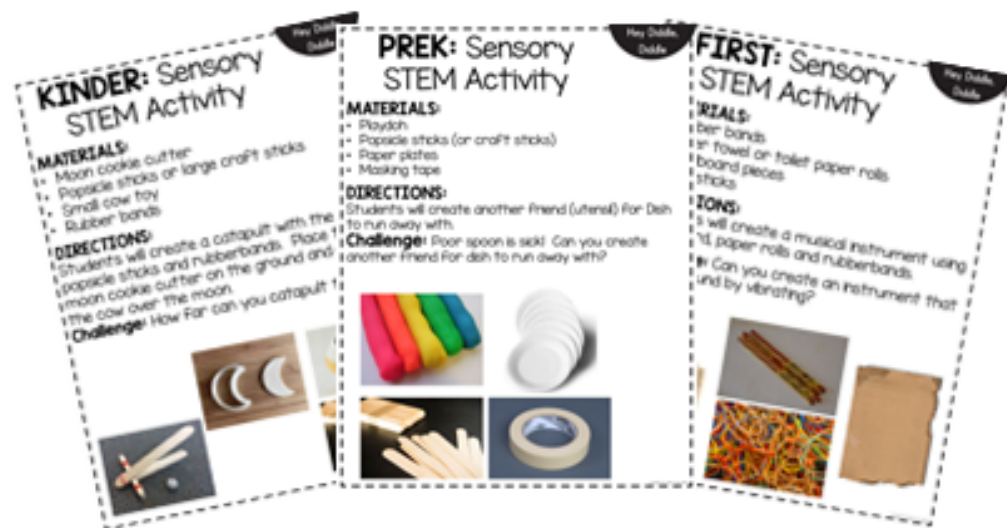 Hey Diddle,
Diddle
KINDER: Sensory
STEM Activity
MATERIALS:
• Moon cookie cutter
• Popsicle sticks or large craft sticks
• Small cow toy
• Rubber bands
DIRECTIONS:
Students will create a catapult with the
popsicle sticks and rubberbands. Place
moon cookie cutter on the ground and
the cow over the moon.
Challenge: How far can you catapult
Hey Diddle,
Diddle
PREK: Sensory
STEM Activity
MATERIALS:
• Playdoh
• Popsicle sticks (or craft sticks)
• Paper plates
• Masking tape
DIRECTIONS:
Students will create another friend (utensil) for Dish
to run away with.
Challenge: Poor spoon is sick! Can you create
another friend for dish to run away with?
Hey Diddle,
Diddle
FIRST: Sensory
STEM Activity
RIALS:
ber bands
er towel or toilet paper rolls
board pieces
sticks
IONS:
s will create a musical instrument using
d, paper rolls and rubberbands.
Can you create an instrument that
und by vibrating?